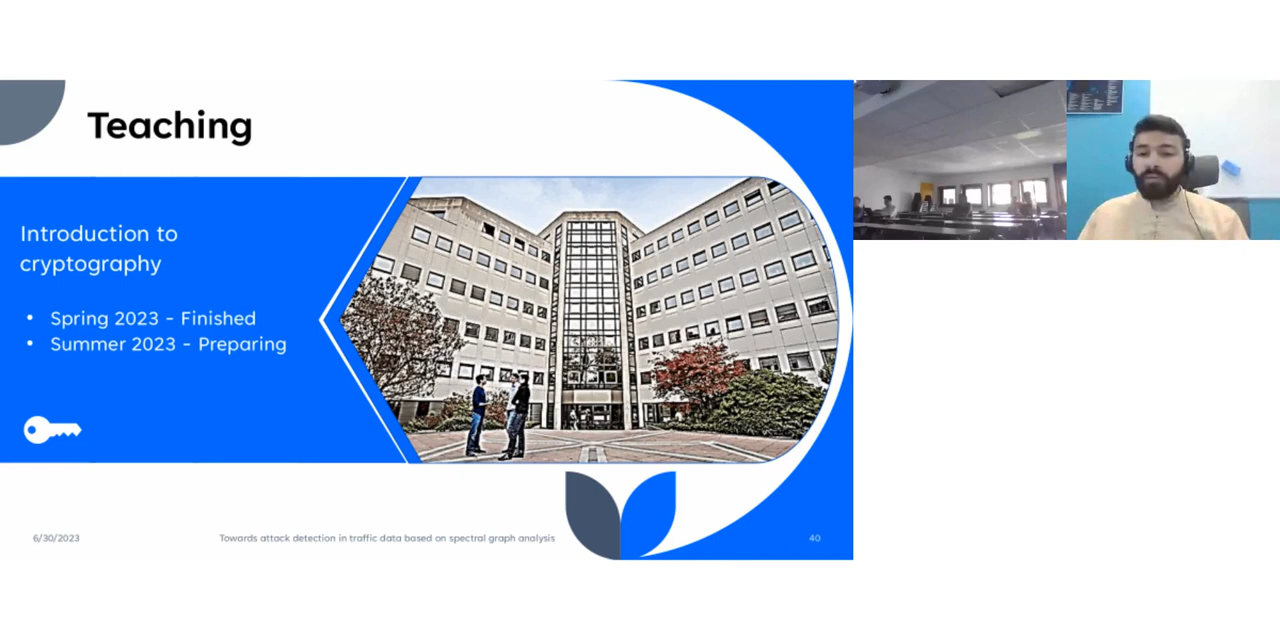 Teaching
Introduction to
cryptography
• Spring 2023 - Finished
• Summer 2023 - Preparing
6/30/2023
Towards attack detection in traffic data based on spectral graph analysis
40